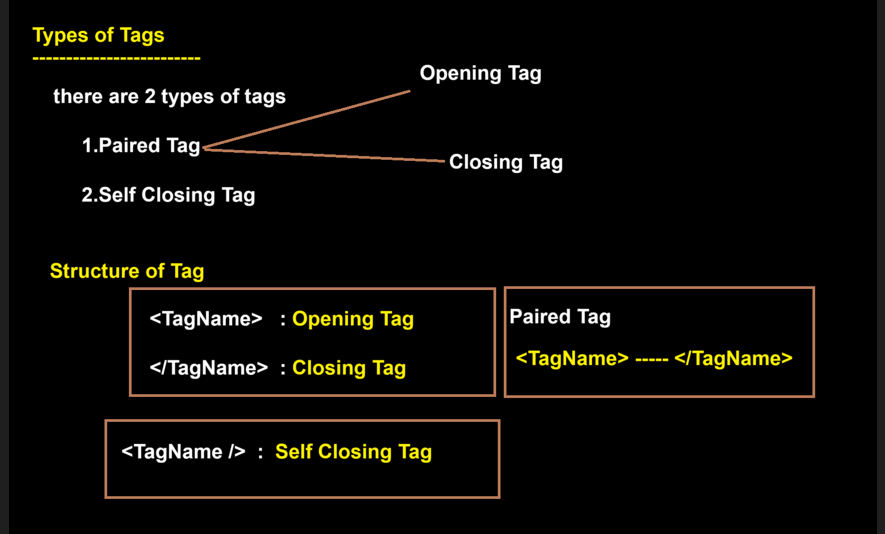 Types of Tags
-------------------------
there are 2 types of tags
Opening Tag
1.Paired Tag
Closing Tag
2.Self Closing Tag
Structure of Tag
<TagName> : Opening Tag
</TagName> : Closing Tag
Paired Tag
<TagName> ----- </TagName>
<TagName /> : Self Closing Tag